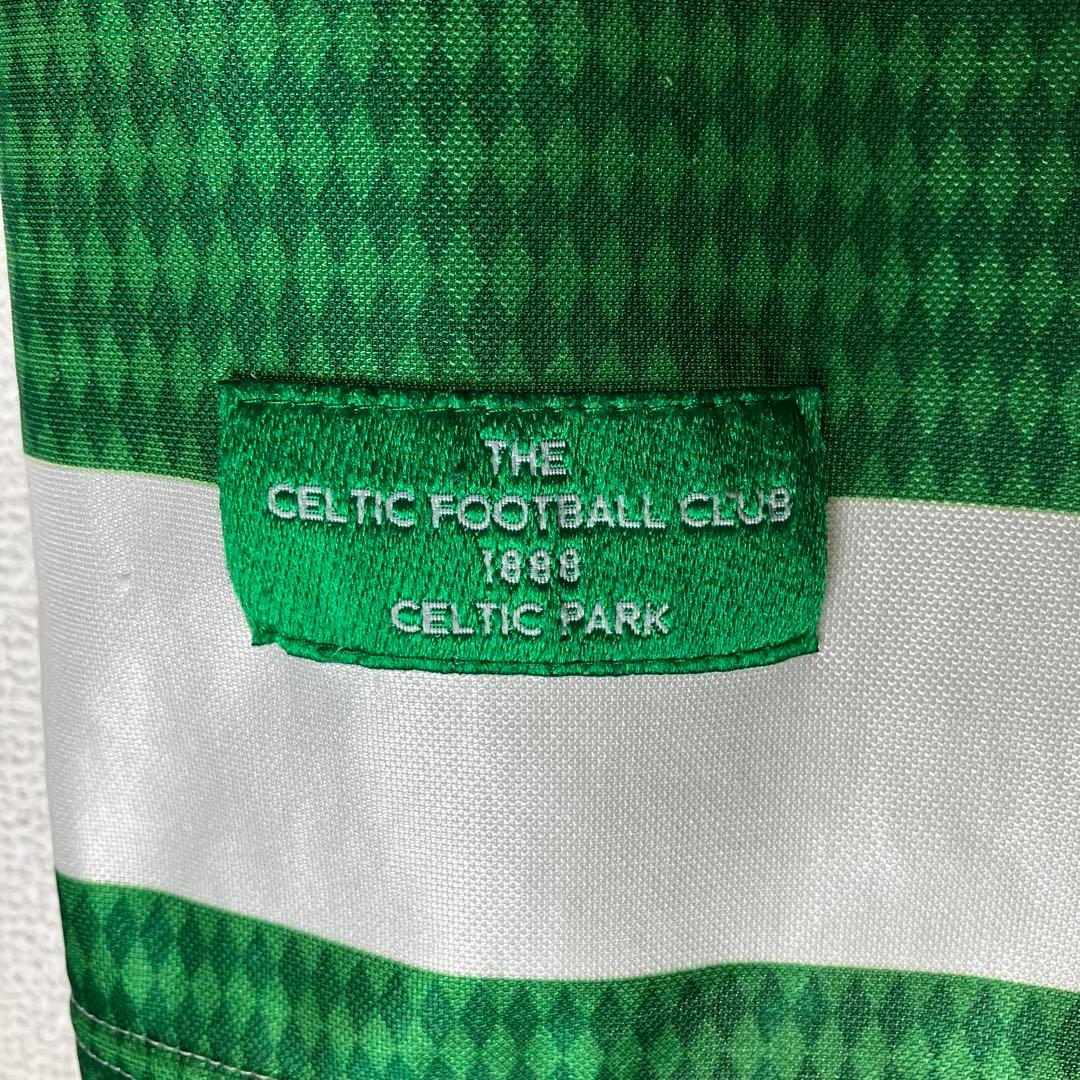 THE
CELTIC FOOTBALL CLUB
1888
CELTIC PARK